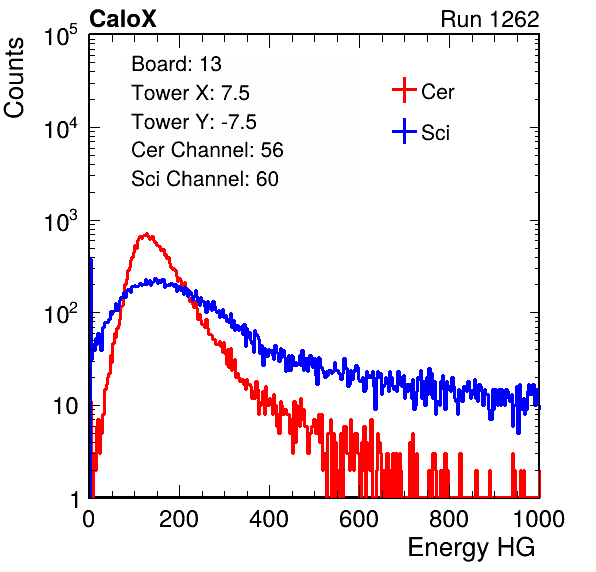 CaloX Run 1262
Counts
Board: 13
Tower X: 7.5
Tower Y: -7.5
Cer Channel: 56
Sci Channel: 60
Cer
Sci
10^5
10^4
10^3
10^2
10
1
0 200 400 600 800 1000
Energy HG